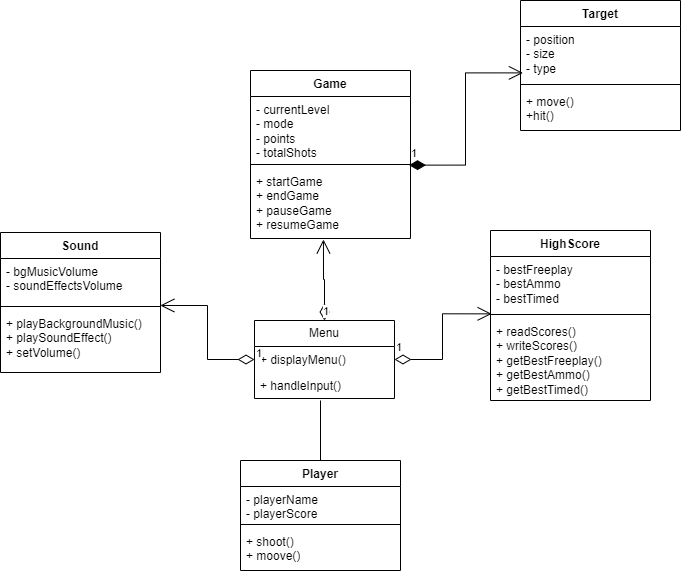 Target
- position
- size
- type
+ move()
+hit()
Game
- currentLevel
- mode
- points
- totalShots
1
+ startGame
+ endGame
+ pauseGame
+ resumeGame
Sound
- bgMusicVolume
- soundEffectsVolume
+ playBackgroundMusic()
+ playSoundEffect()
+ setVolume()
HighScore
- bestFreeplay
- bestAmmo
- bestTimed
+ readScores()
+ writeScores()
+ getBestFreeplay()
+ getBestAmmo()
+ getBestTimed()
1
Menu
1
1
+ displayMenu()
+ handleInput()
Player
- playerName
- playerScore
+ shoot()
+ moove()